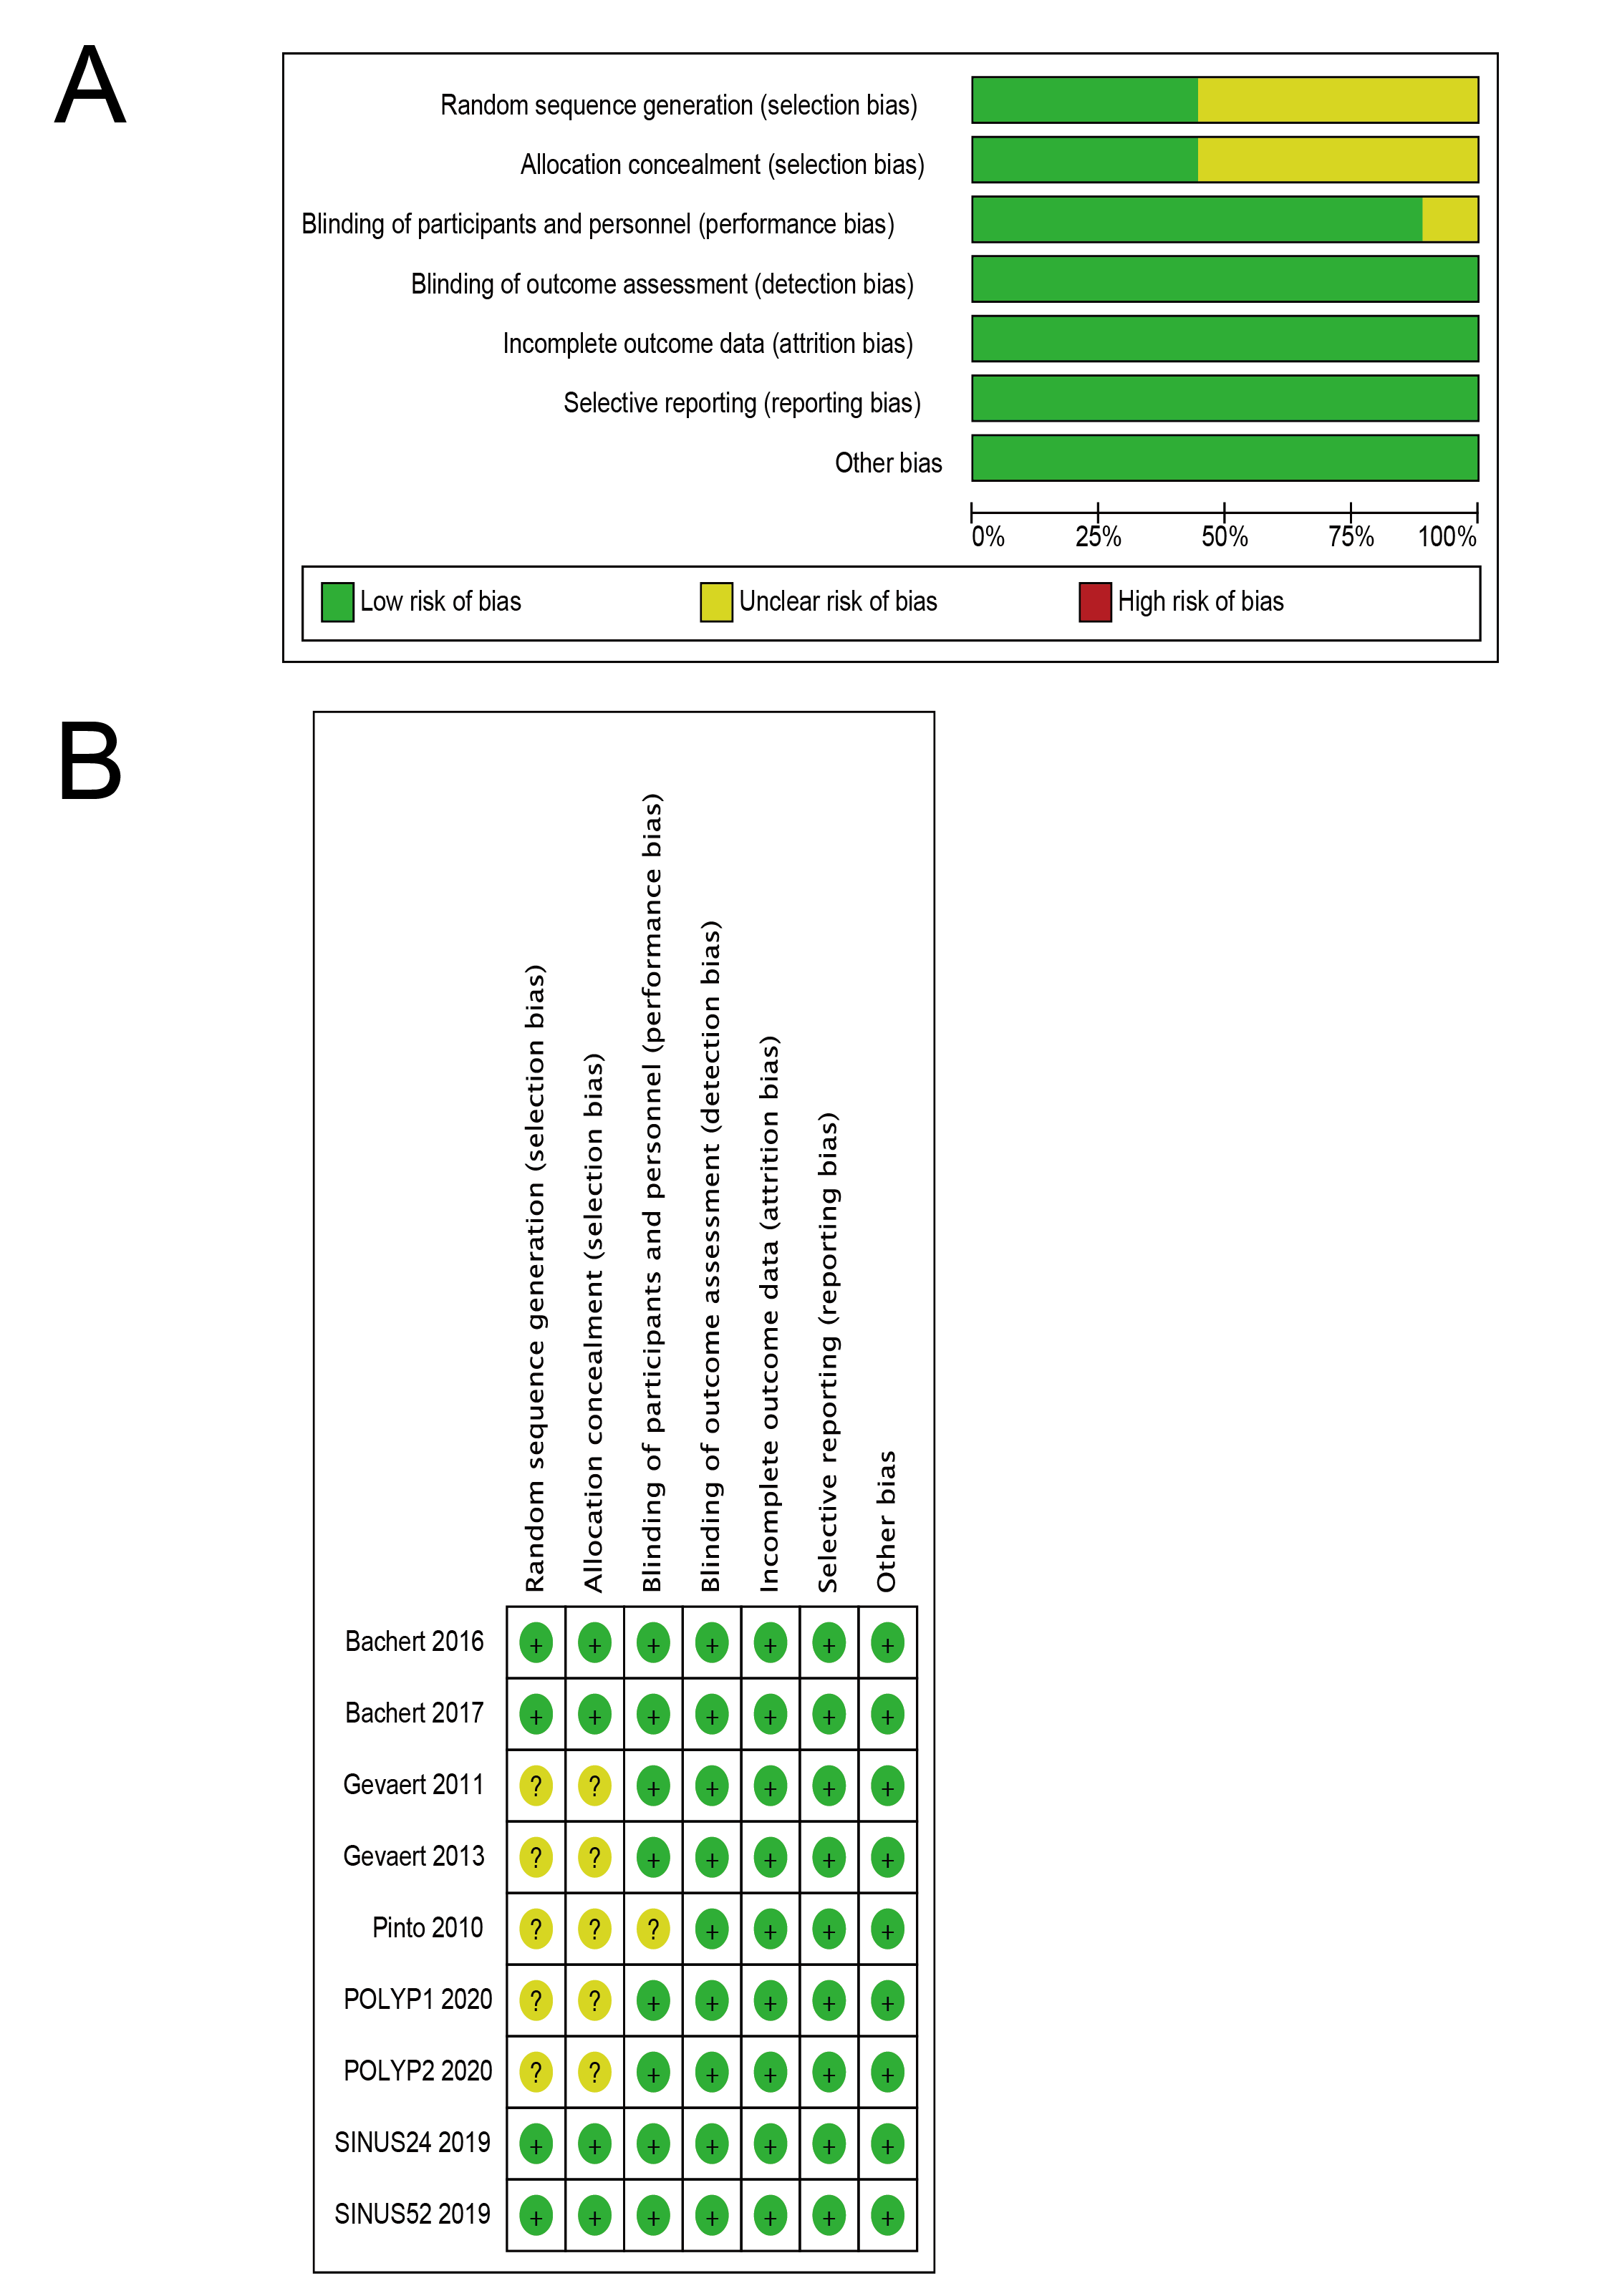 A
Random sequence generation (selection bias)
Allocation concealment (selection bias)
Blinding of participants and personnel (performance bias)
Blinding of outcome assessment (detection bias)
Incomplete outcome data (attrition bias)
Selective reporting (reporting bias)
Other bias
0% 25% 50% 75% 100%
Low risk of bias Unclear risk of bias High risk of bias
B
Random sequence generation (selection bias)
Allocation concealment (selection bias)
Blinding of participants and personnel (performance bias)
Blinding of outcome assessment (detection bias)
Incomplete outcome data (attrition bias)
Selective reporting (reporting bias)
Other bias
Bachert 2016 + + + + + + +
Bachert 2017 + + + + + + +
Gevaert 2011 ? ? + + + + +
Gevaert 2013 ? ? + + + + +
Pinto 2010 ? ? ? + + + +
POLYP1 2020 ? ? + + + + +
POLYP2 2020 ? ? + + + + +
SINUS24 2019 + + + + + + +
SINUS52 2019 + + + + + + +